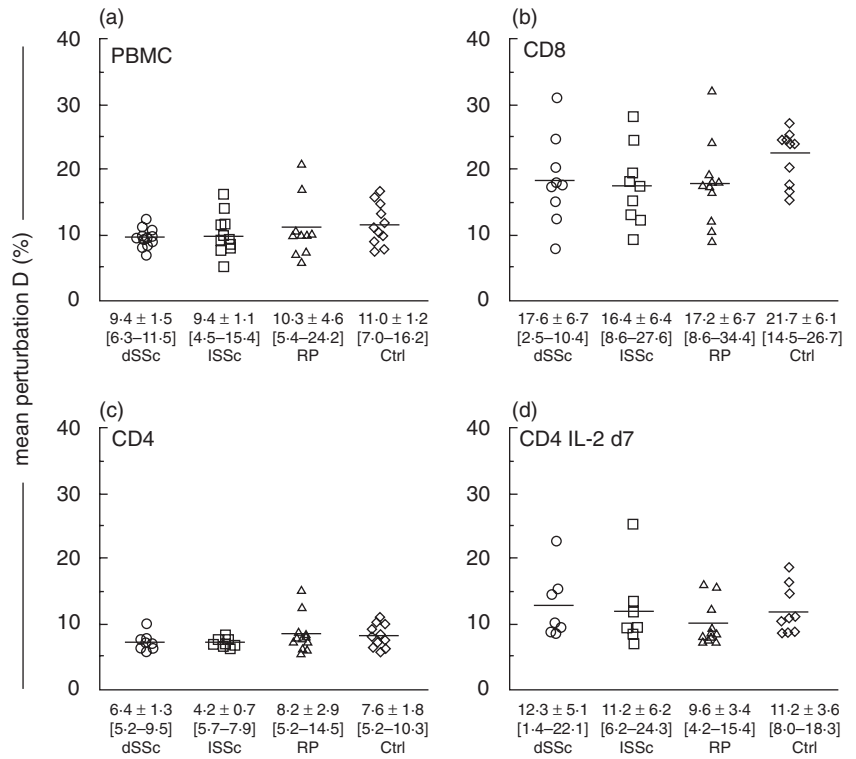 mean perturbation D (%)
(a)
PBMC
40
30
20
10
0
9·4 ± 1·5 9·4 ± 1·1 10·3 ± 4·6 11·0 ± 1·2
[6·3–11·5] [4·5–15·4] [5·4–24·2] [7·0–16·2]
dSSc lSSc RP Ctrl
(b)
CD8
40
30
20
10
0
17·6 ± 6·7 16·4 ± 6·4 17·2 ± 6·7 21·7 ± 6·1
[2·5–10·4] [8·6–27·6] [8·6–34·4] [14·5–26·7]
dSSc lSSc RP Ctrl
(c)
CD4
40
30
20
10
0
6·4 ± 1·3 4·2 ± 0·7 8·2 ± 2·9 7·6 ± 1·8
[5·2–9·5] [5·7–7·9] [5·2–14·5] [5·2–10·3]
dSSc lSSc RP Ctrl
(d)
CD4 IL-2 d7
40
30
20
10
0
12·3 ± 5·1 11·2 ± 6·2 9·6 ± 3·4 11·2 ± 3·6
[1·4–22·1] [6·2–24·3] [4·2–15·4] [8·0–18·3]
dSSc lSSc RP Ctrl